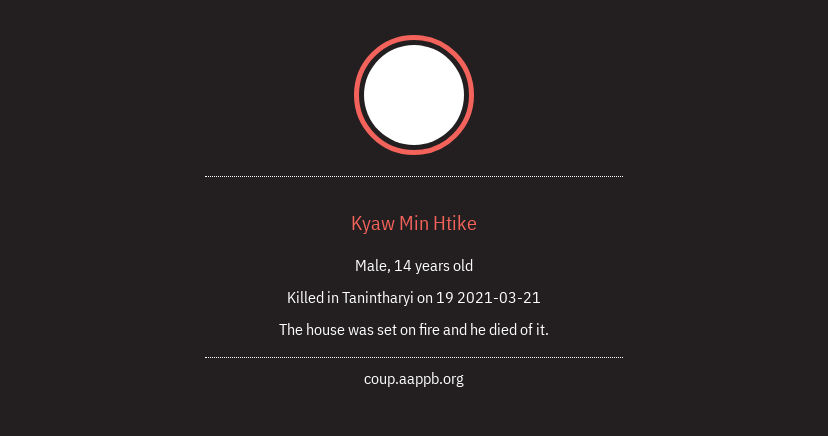 Kyaw Min Htike
Male, 14 years old
Killed in Tanintharyi on 19 2021-03-21
The house was set on fire and he died of it.
coup.aappb.org